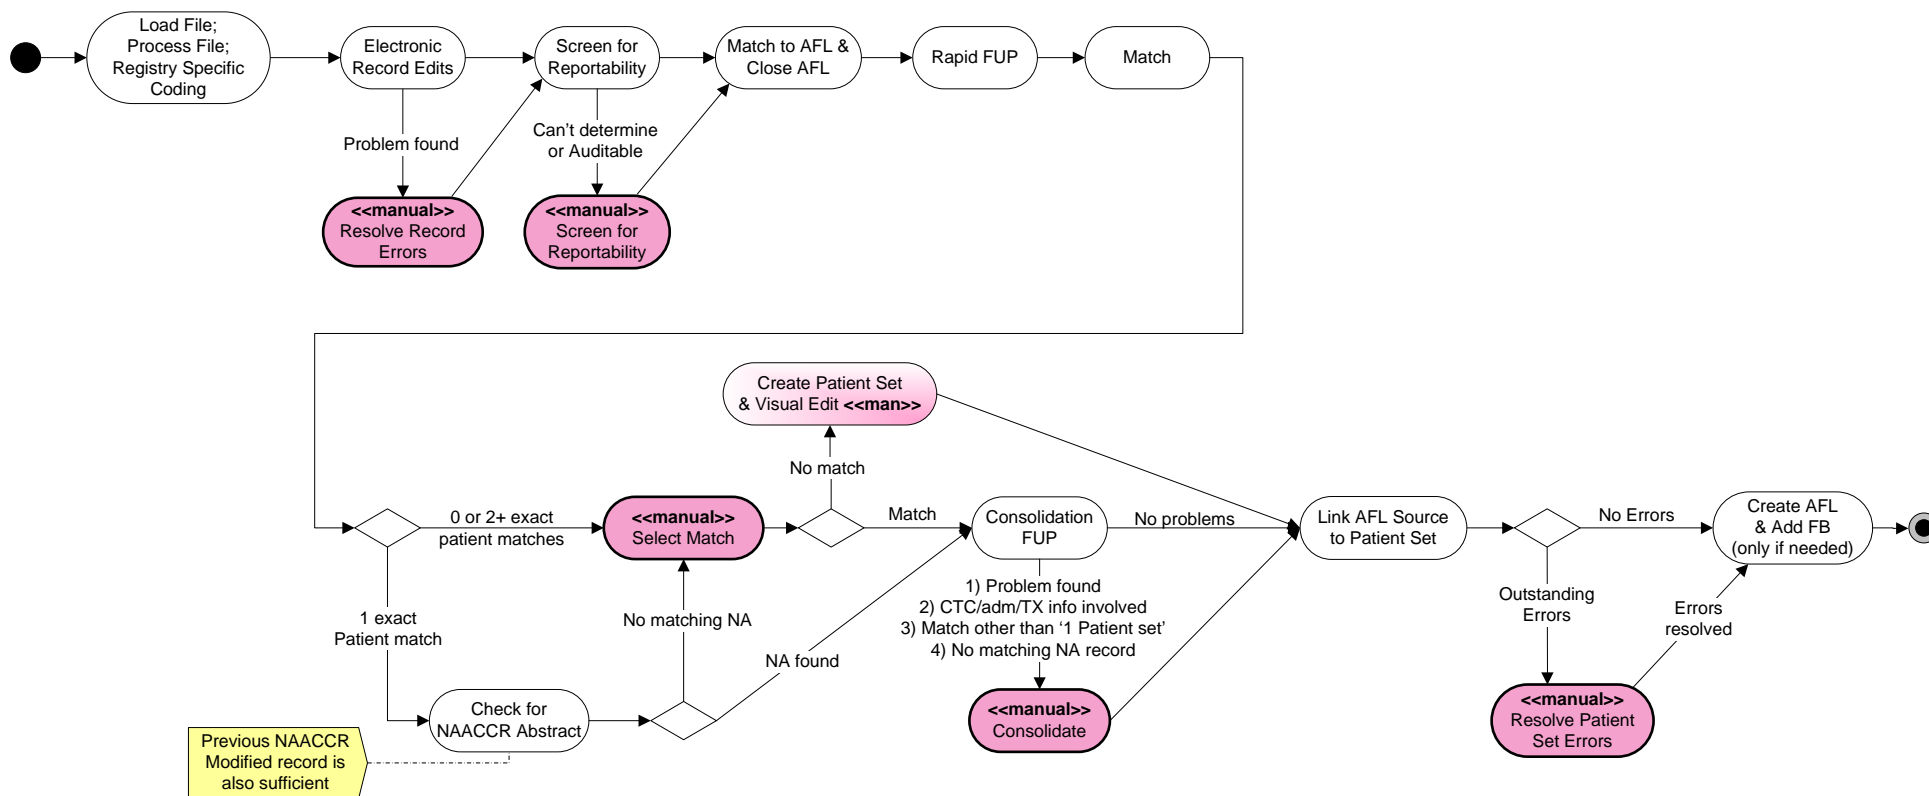 Load File;
Process File;
Registry Specific
Coding
Electronic
Record Edits
Screen for
Reportability
Match to AFL &
Close AFL
Rapid FUP
Match
Problem found
Can't determine
or Auditable
<<manual>>
Resolve Record
Errors
<<manual>>
Screen for
Reportability
Create Patient Set
& Visual Edit <<man>>
No match
0 or 2+ exact
patient matches
<<manual>>
Select Match
Match
Consolidation
FUP
No problems
Link AFL Source
to Patient Set
No Errors
Create AFL
& Add FB
(only if needed)
1 exact
Patient match
No matching NA
NA found
1) Problem found
2) CTC/adm/TX info involved
3) Match other than ‘1 Patient set’
4) No matching NA record
Outstanding
Errors
Errors
resolved
Check for
NAACCR Abstract
<<manual>>
Consolidate
<<manual>>
Resolve Patient
Set Errors
Previous NAACCR
Modified record is
also sufficient